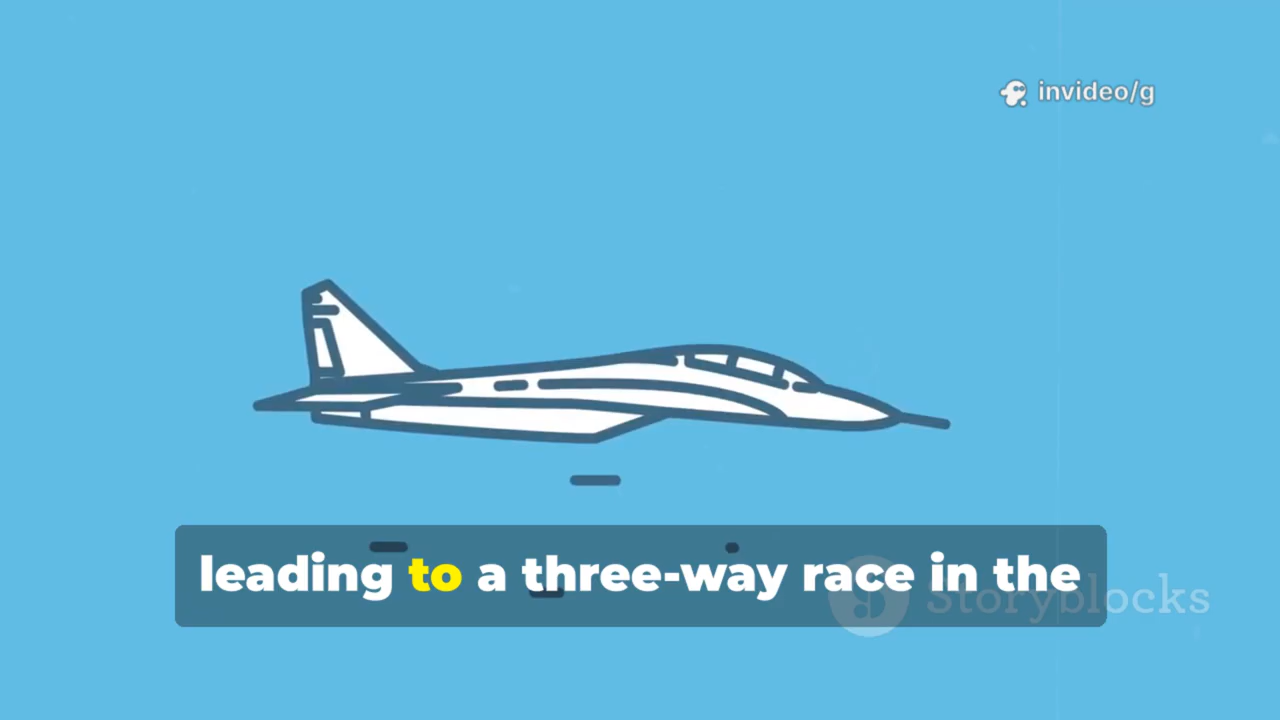 invideo/g
leading to a three-way race in the
Storyblocks